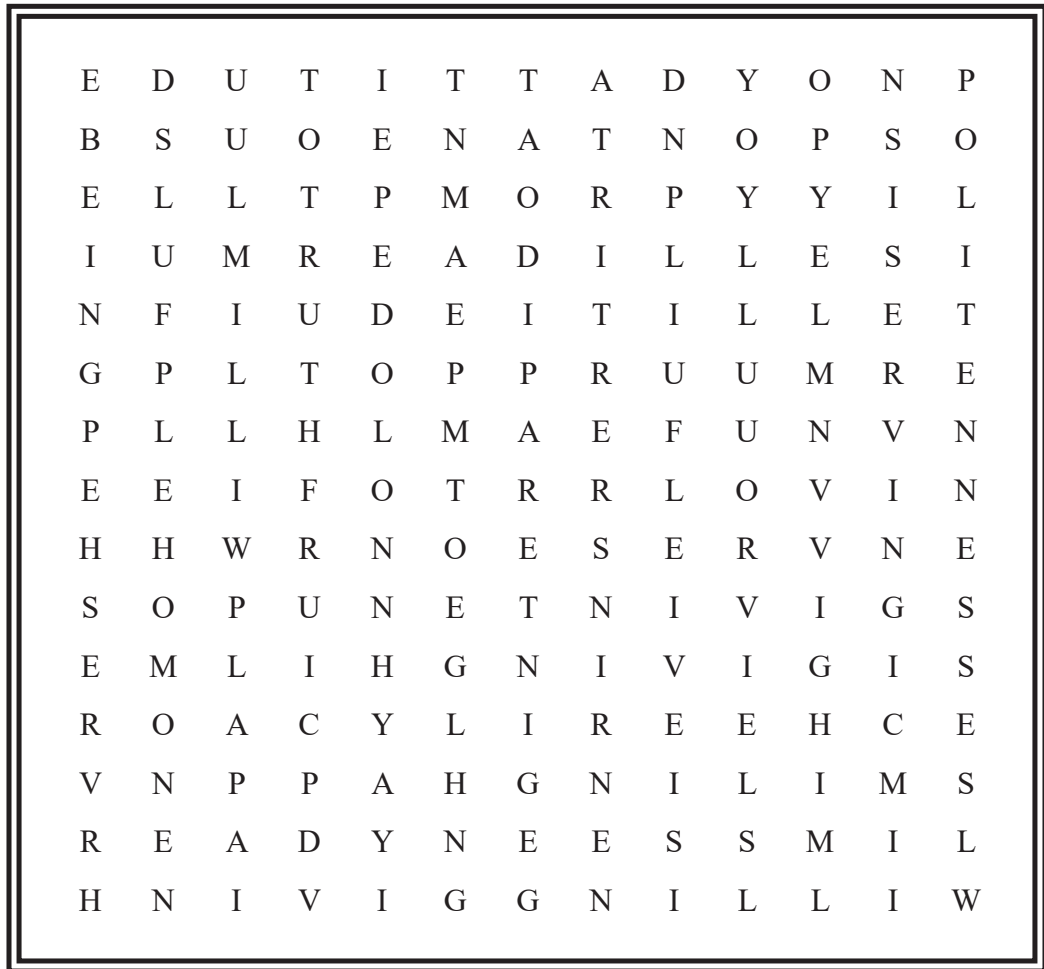 E D U T I T T A D Y O N P
B S U O E N A T N O P S O
E L L T P M O R P Y Y I L
I U M R E A D I L L E S I
N F I U D E I T I L L E T
G P L T O P P R U U M R E
P L L H L M A E F U N V N
E E I F O T R R L O V I N
H H W R N O E S E R V N E
S O P U N E T N I V I G S
E M L I H G N I V I G I S
R O A C Y L I R E E H C E
V N P P A H G N I L I M S
R E A D Y N E E S S M I L
H N I V I G G N I L L I W